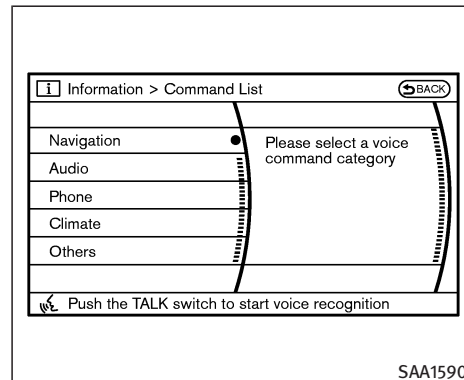 i Information > Command List BACK
Navigation
Audio
Phone
Climate
Others
Please select a voice
command category
Push the TALK switch to start voice recognition
SAA1590